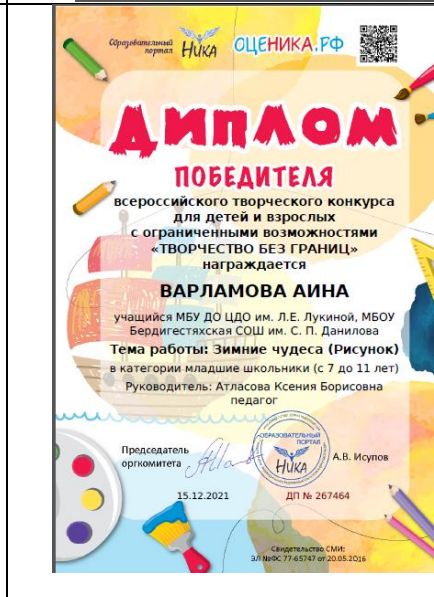 Образовательный
портал
НИКА
ОЦЕНИКА.РФ
ДИПЛОМ
ПОБЕДИТЕЛЯ
всероссийского творческого конкурса
для детей и взрослых
с ограниченными возможностями
«ТВОРЧЕСТВО БЕЗ ГРАНИЦ»
награждается
ВАРЛАМОВА АИНА
учащийся МБУ ДО ЦДО им. Л.Е. Лукиной, МБОУ
Бердигестяхская СОШ им. С. П. Данилова
Тема работы: Зимние чудеса (Рисунок)
в категории младшие школьники (с 7 до 11 лет)
Руководитель: Атласова Ксения Борисовна
педагог
Председатель
оргкомитета
ОБРАЗОВАТЕЛЬНЫЙ
ПОРТАЛ
НИКА
А.В. Исупов
15.12.2021
ДП № 267464
Свидетельство СМИ:
ЭЛ №ФС 77-65747 от 20.05.2016